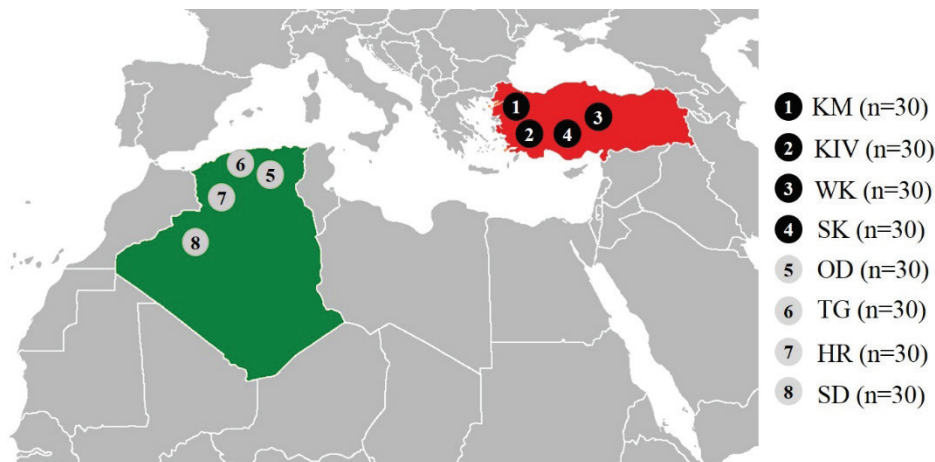 1
3
2
4
6
5
7
8
1 KM (n=30)
2 KIV (n=30)
3 WK (n=30)
4 SK (n=30)
5 OD (n=30)
6 TG (n=30)
7 HR (n=30)
8 SD (n=30)